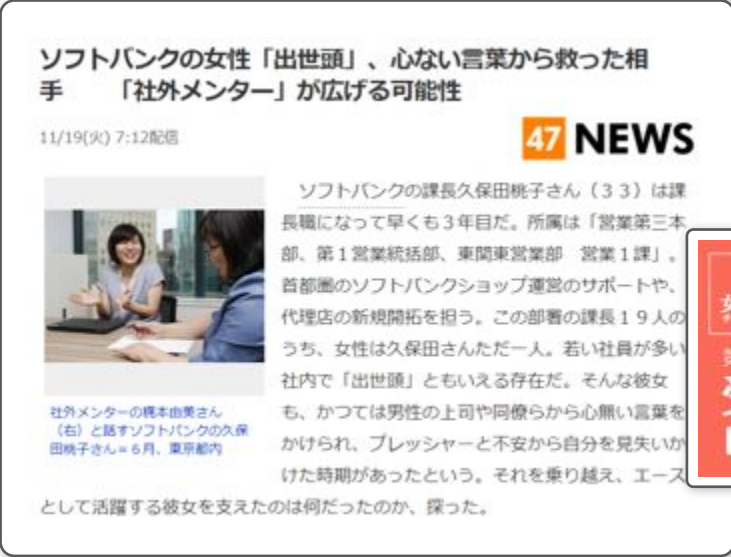 ソフトバンクの女性「出世頭」、心ない言葉から救った相
手　　「社外メンター」が広げる可能性
11/19(火) 7:12配信
47 NEWS
ソフトバンクの課長久保田桃子さん（３３）は課
長職になって早くも３年目だ。所属は「営業第三本
部、第１営業統括部、東関東営業部　営業１課」。
首都圏のソフトバンクショップ運営のサポートや、
代理店の新規開拓を担う。この部署の課長１９人の
うち、女性は久保田さんただ一人。若い社員が多い
社内で「出世頭」ともいえる存在だ。そんな彼女
も、かつては男性の上司や同僚らから心無い言葉を
かけられ、プレッシャーと不安から自分を見失いか
けた時期があったという。それを乗り越え、エース
として活躍する彼女を支えたのは何だったのか、探った。
社外メンターの梶本由美さん
（右）と話すソフトバンクの久保
田桃子さん＝６月、東京都内